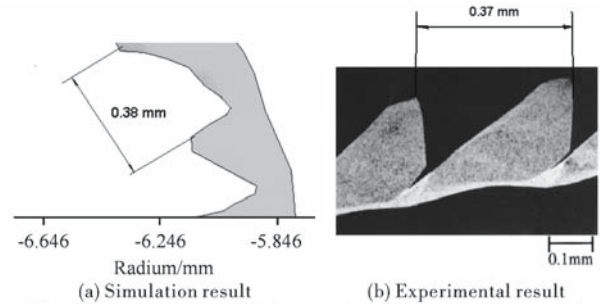 0.38 mm
-6.646 -6.246 -5.846
Radium/mm
(a) Simulation result
0.37 mm
0.1mm
(b) Experimental result